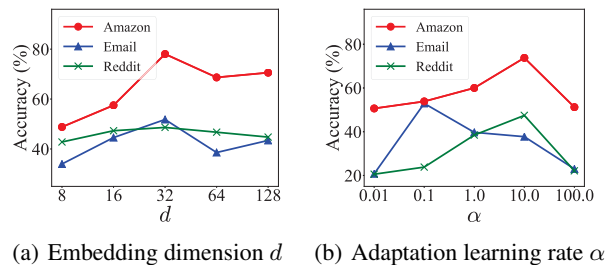 Accuracy (%)
80
60
40
Amazon
Email
Reddit
8 16 32 64 128
d
(a) Embedding dimension d
Accuracy (%)
80
60
40
20
Amazon
Email
Reddit
0.01 0.1 1.0 10.0 100.0
α
(b) Adaptation learning rate α